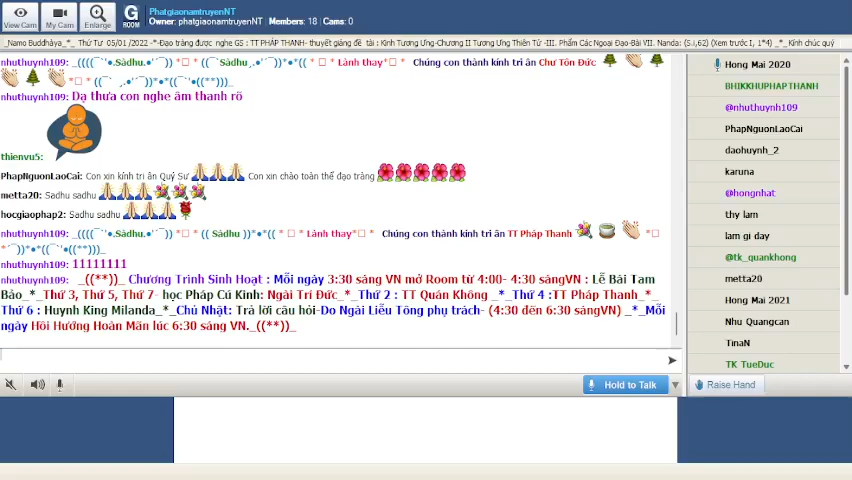 View Cam
My Cam
Enlarge
G ROOM
PhatgiaonamtruyenNT
Owner: phatgiaonamtruyenNT Members: 18 | Cams: 0
_Namo Buddhàya_*_ Thứ Tư 05/01 /2022 -*-Đạo tràng được nghe GS : TT PHÁP THANH- thuyết giảng đề tài : Kinh Tương Ưng-Chương II Tương Ưng Thiên Tử -III. Phẩm Các Ngoại Đạo-Bài VII. Nanda: (S.i,62) (Xem trước I, 1*4) _*_Kính chúc quý
nhuthuynh109: _((((¯`'•.Sàdhu.•'´¯)) *□ * ((¯`Sàdhu¸.•'´¯))*•*(( * □ * Lành thay*□ * Chúng con thành kính tri ân Chư Tôn Đức
*□ * ((¯` ¸.•'´¯))*•*((¯`'•((**)))_
nhuthuynh109: Dạ thưa con nghe âm thanh rõ
thienvu5:
PhapNguonLaoCai: Con xin kính tri ân Quý Sư Con xin chào toàn thể đạo tràng
metta20: Sadhu sadhu
hocgiaophap2: Sadhu sadhu
nhuthuynh109: _((((¯`'•.Sàdhu.•'´¯)) *□ * (( Sàdhu ))*•*(( * □ * Lành thay*□ * Chúng con thành kính tri ân TT Pháp Thanh *□
*´¯))*•*((¯`'•((**)))_
nhuthuynh109: 11111111
nhuthuynh109: _((**))_ Chương Trình Sinh Hoạt : Mỗi ngày 3:30 sáng VN mở Room từ 4:00- 4:30 sángVN : Lễ Bái Tam
Bảo_*_Thứ 3, Thứ 5, Thứ 7- học Pháp Cú Kinh: Ngài Trí Đức_*_Thứ 2 : TT Quán Không _*_Thứ 4 :TT Pháp Thanh_*_
Thứ 6 : Huynh King Milanda_*_Chủ Nhật: Trả lời câu hỏi-Do Ngài Liễu Tông phụ trách- (4:30 đến 6:30 sángVN) _*_Mỗi
ngày Hồi Hướng Hoàn Mãn lúc 6:30 sáng VN._((**))_
Hold to Talk
Hong Mai 2020
BHIKKHUPHAPTHANH
@nhuthuynh109
PhapNguonLaoCai
daohuynh_2
karuna
@hongnhat
thy lam
lam gi day
@tk_quankhong
metta20
Hong Mai 2021
Nhu Quangcan
TinaN
TK TueDuc
Raise Hand